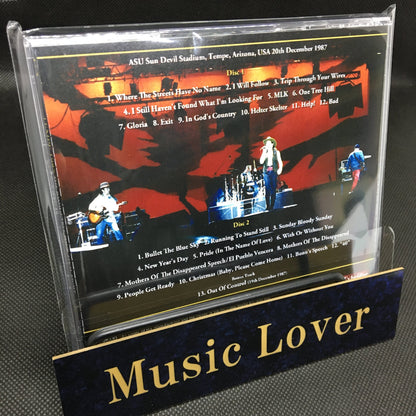 ASU Sun Devil Stadium, Tempe, Arizona, USA 20th December 1987
Disc 1
1. Where The Streets Have No Name 2. I Will Follow 3. Trip Through Your Wires
4. I Still Haven't Found What I'm Looking For 5. MLK 6. One Tree Hill
7. Gloria 8. Exit 9. In God's Country 10. Helter Skelter 11. Help! 12. Bad
Disc 2
1. Bullet The Blue Sky 2. Running To Stand Still 3. Sunday Bloody Sunday
4. New Year's Day 5. Pride (In The Name Of Love) 6. With Or Without You
7. Mothers Of The Disappeared Speech / El Pueblo Vencera 8. Mothers Of The Disappeared
9. People Get Ready 10. Christmas (Baby, Please Come Home) 11. Bono's Speech 12. "40"
Bonus Track
13. Out Of Control (19th December 1987)
Music Lover